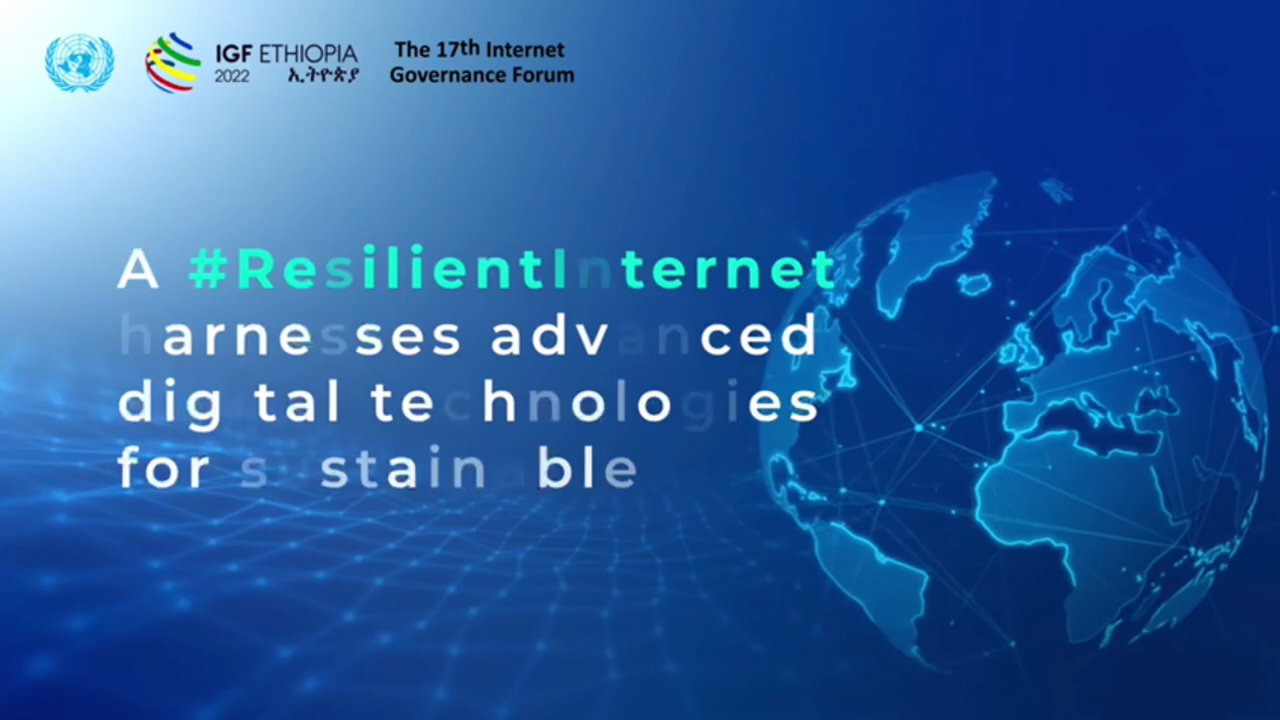 IGF ETHIOPIA
2022 ኢትዮጵያ
The 17th Internet
Governance Forum
A #ResilientInternet
harnesses advanced
digital technologies
for sustainable